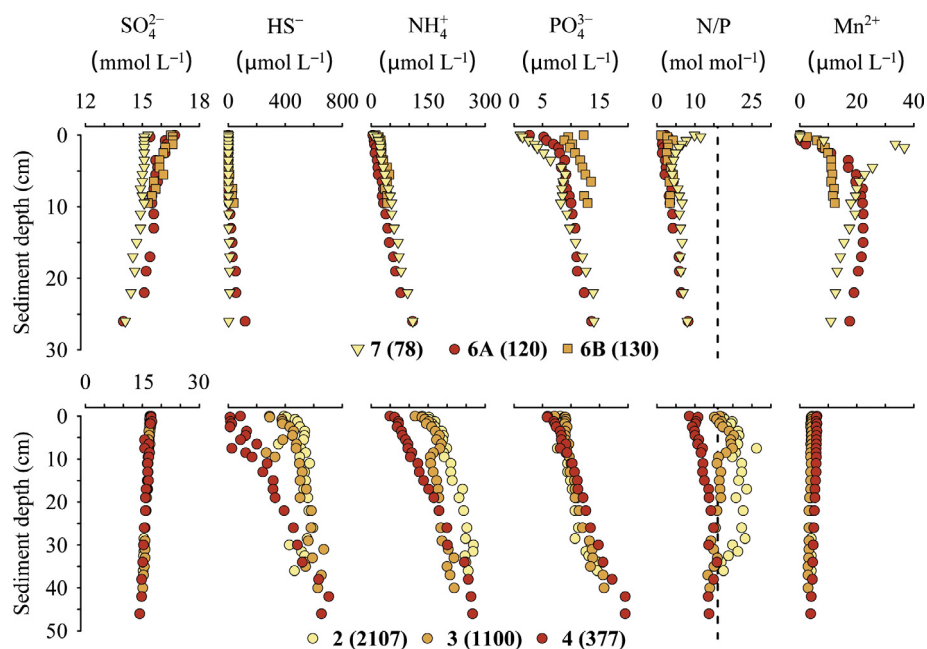 SO₄²⁻ HS⁻ NH₄⁺ PO₄³⁻ N/P Mn²⁺
(mmol L⁻¹) (μmol L⁻¹) (μmol L⁻¹) (μmol L⁻¹) (mol mol⁻¹) (μmol L⁻¹)
12 15 18 0 400 800 0 150 300 0 5 10 15 0 10 20 30 0 20 40
0
Sediment depth (cm)
10
20
30
7 (78) 6A (120) 6B (130)
0 15 30
0
Sediment depth (cm)
10
20
30
40
50
2 (2107) 3 (1100) 4 (377)